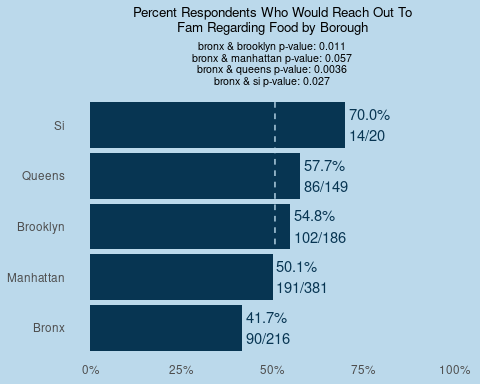 Percent Respondents Who Would Reach Out To
Fam Regarding Food by Borough
bronx & brooklyn p-value: 0.011
bronx & manhattan p-value: 0.057
bronx & queens p-value: 0.0036
bronx & si p-value: 0.027
Si
70.0%
14/20
Queens
57.7%
86/149
Brooklyn
54.8%
102/186
Manhattan
50.1%
191/381
Bronx
41.7%
90/216
0%
25%
50%
75%
100%